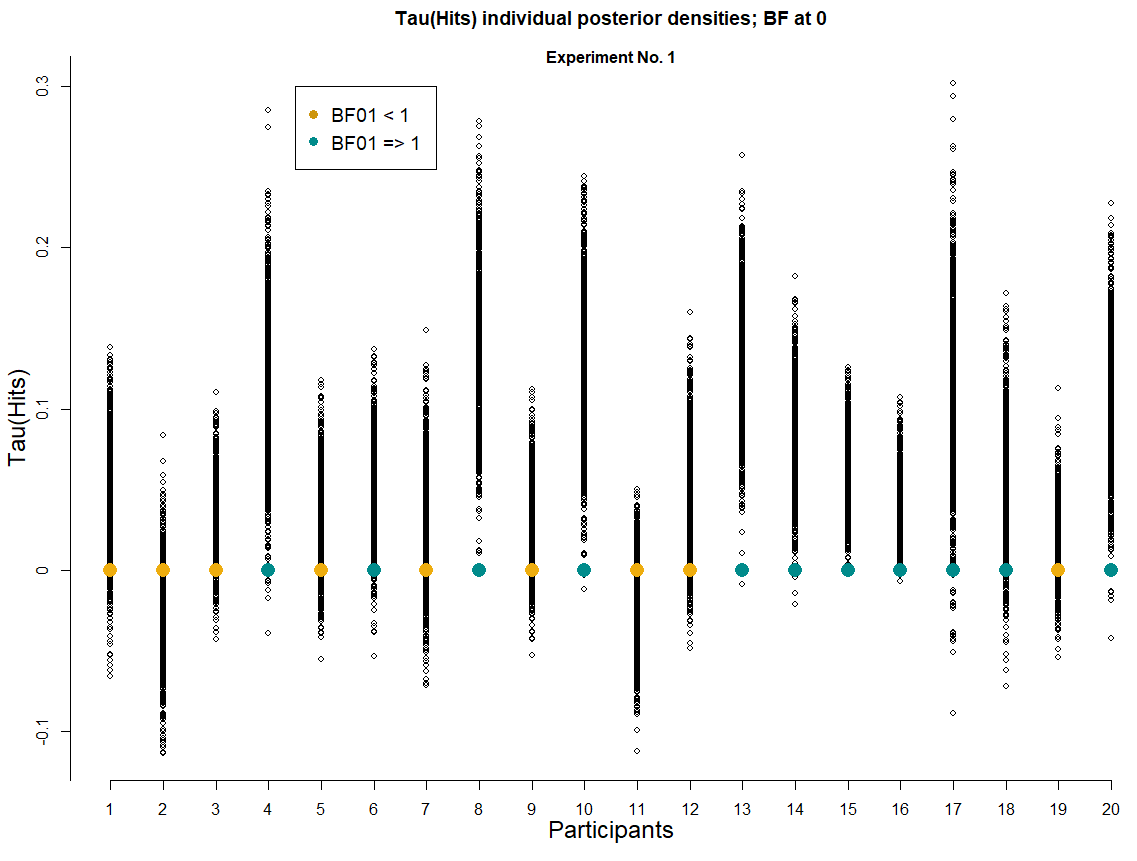 Tau(Hits) individual posterior densities; BF at 0
Experiment No. 1
BF01 < 1
BF01 => 1
Tau(Hits)
0.3
0.2
0.1
0
-0.1
1 2 3 4 5 6 7 8 9 10 11 12 13 14 15 16 17 18 19 20
Participants